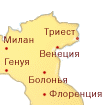 Триест
Милан
Венеция
Генуя
Болонья
Флоренция